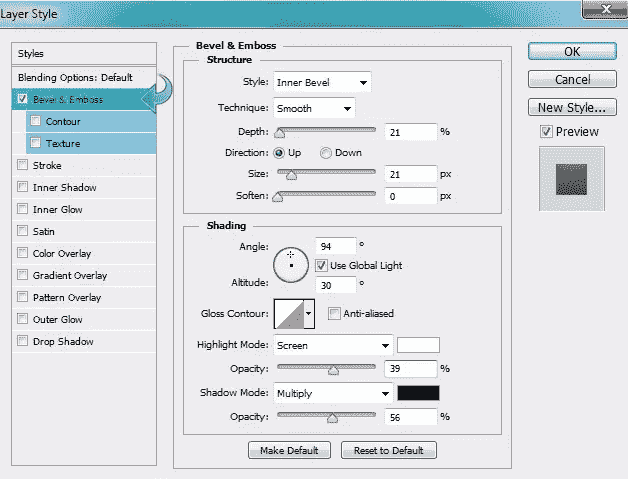 Layer Style
Styles
Blending Options: Default
Bevel & Emboss
Contour
Texture
Stroke
Inner Shadow
Inner Glow
Satin
Color Overlay
Gradient Overlay
Pattern Overlay
Outer Glow
Drop Shadow
Bevel & Emboss
Structure
Style: Inner Bevel
Technique: Smooth
Depth: 21 %
Direction: Up Down
Size: 21 px
Soften: 0 px
Shading
Angle: 94 °
Use Global Light
Altitude: 30 °
Gloss Contour: Anti-aliased
Highlight Mode: Screen
Opacity: 39 %
Shadow Mode: Multiply
Opacity: 56 %
Make Default Reset to Default
OK
Cancel
New Style...
Preview